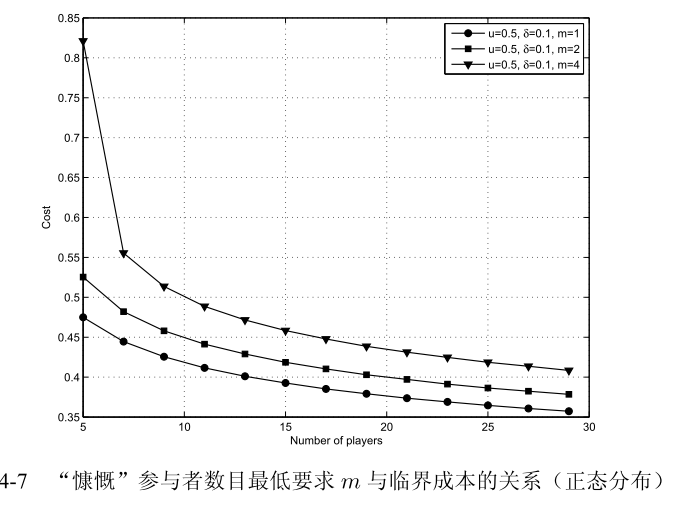 0.85
0.8
0.75
0.7
0.65
0.6
0.55
0.5
0.45
0.4
0.35
Cost
5
10
15
20
25
30
Number of players
u=0.5, δ=0.1, m=1
u=0.5, δ=0.1, m=2
u=0.5, δ=0.1, m=4
4-7 “慷慨”参与者数目最低要求 m 与临界成本的关系（正态分布）